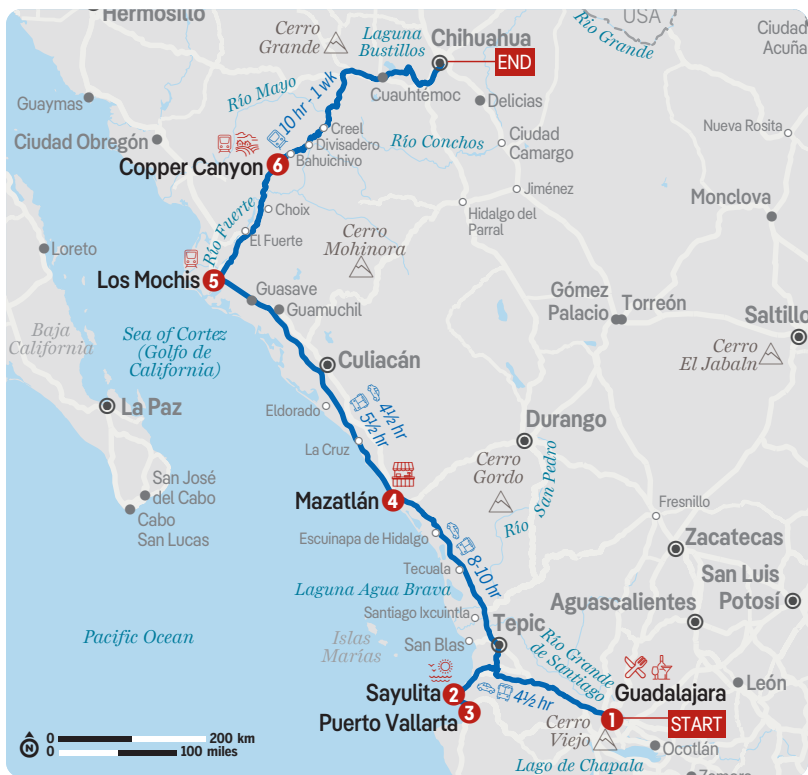 Hermosillo
Cerro
Grande
Laguna
Bustillos
Chihuahua
END
USA
Río Grande
Ciudad
Acuña
Guaymas
Río Mayo
10 hr - 1 wk
Cuauhtémoc
Delicias
Ciudad Obregón
Creel
Divisadero
Bahuichivo
Río Conchos
Ciudad
Camargo
Nueva Rosita
Copper Canyon
6
Jiménez
Monclova
Río Fuerte
Choix
Hidalgo del
Parral
El Fuerte
Cerro
Mohinora
Loreto
Los Mochis
5
Guasave
Guamuchil
Gómez
Palacio
Torreón
Saltillo
Baja
California
Sea of Cortez
(Golfo de
California)
Cerro
El Jabaln
Culiacán
La Paz
Eldorado
4½ hr
5½ hr
Durango
La Cruz
Cerro
Gordo
Río San Pedro
San José
del Cabo
Cabo
San Lucas
Mazatlán
4
Fresnillo
Escuinapa de Hidalgo
8-10 hr
Zacatecas
Tecuala
San Luis
Potosí
Laguna Agua Brava
Santiago Ixcuintla
Aguascalientes
Tepic
Pacific Ocean
Islas
Marías
San Blas
Río Grande
de Santiago
León
Sayulita
2
4½ hr
Guadalajara
1
START
Puerto Vallarta
3
Cerro
Viejo
Ocotlán
Lago de Chapala
Zamora
N
0
200 km
0
100 miles